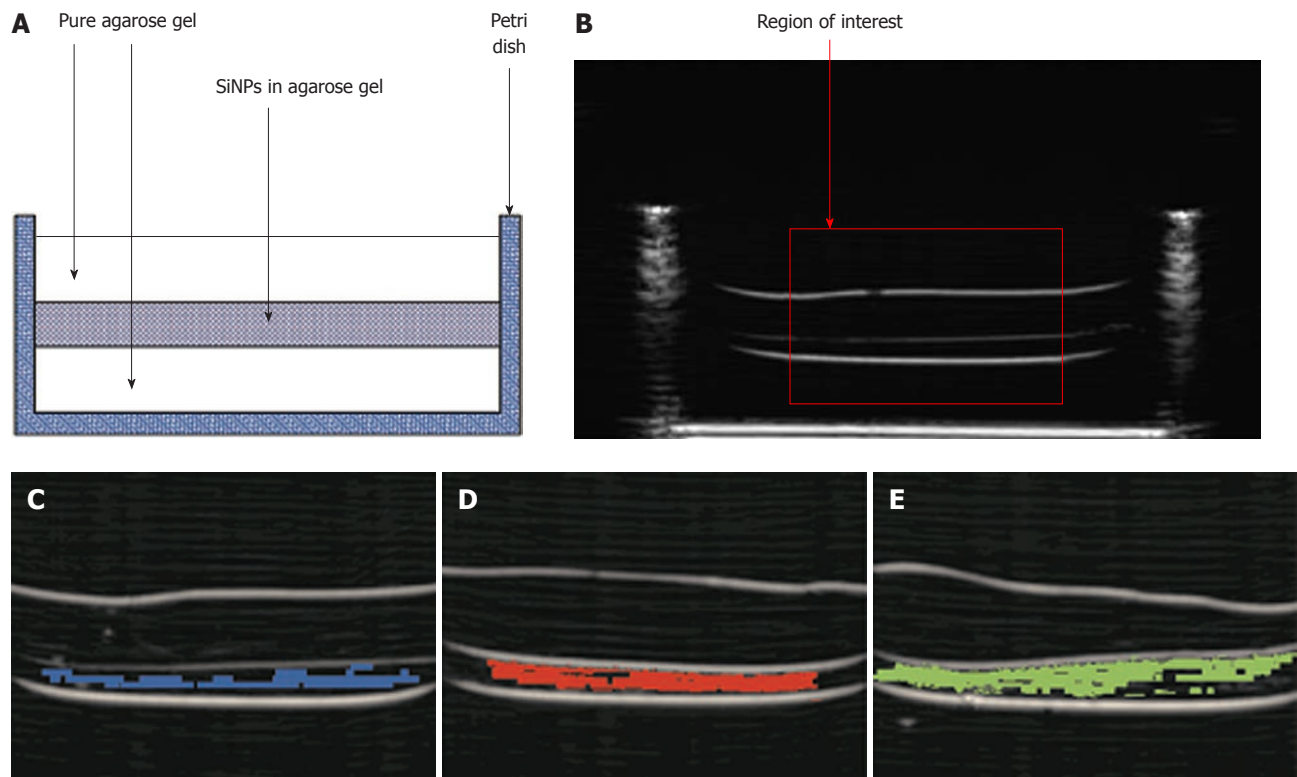 A
Pure agarose gel
SiNPs in agarose gel
Petri
dish
B
Region of interest
C
D
E